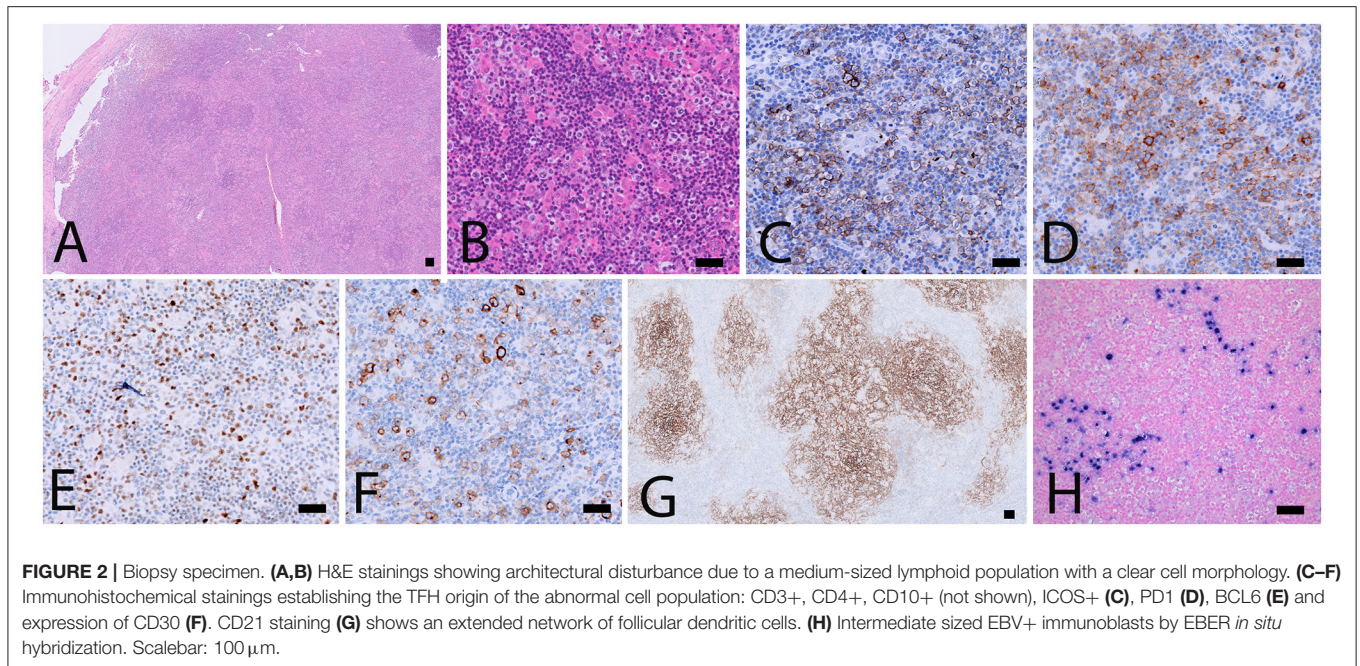 A
B
C
D
E
F
G
H
FIGURE 2 | Biopsy specimen. (A,B) H&E stainings showing architectural disturbance due to a medium-sized lymphoid population with a clear cell morphology. (C–F)
Immunohistochemical stainings establishing the TFH origin of the abnormal cell population: CD3+, CD4+, CD10+ (not shown), ICOS+ (C), PD1 (D), BCL6 (E) and
expression of CD30 (F). CD21 staining (G) shows an extended network of follicular dendritic cells. (H) Intermediate sized EBV+ immunoblasts by EBER in situ
hybridization. Scalebar: 100 μm.